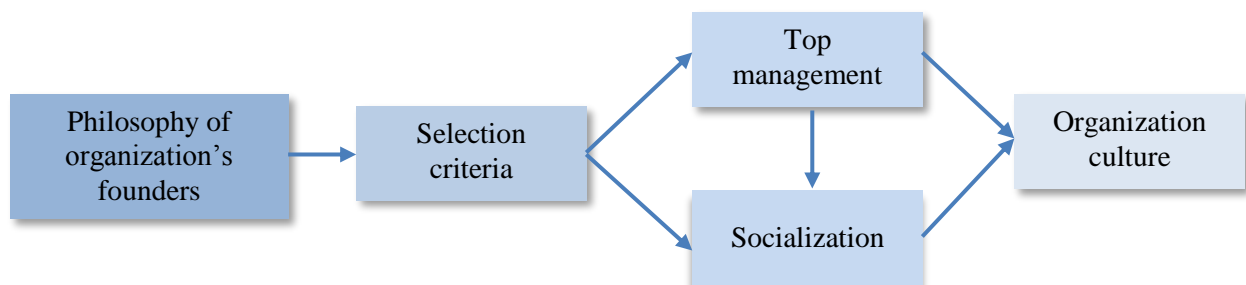 Philosophy of
organization's
founders
Selection
criteria
Top
management
Socialization
Organization
culture